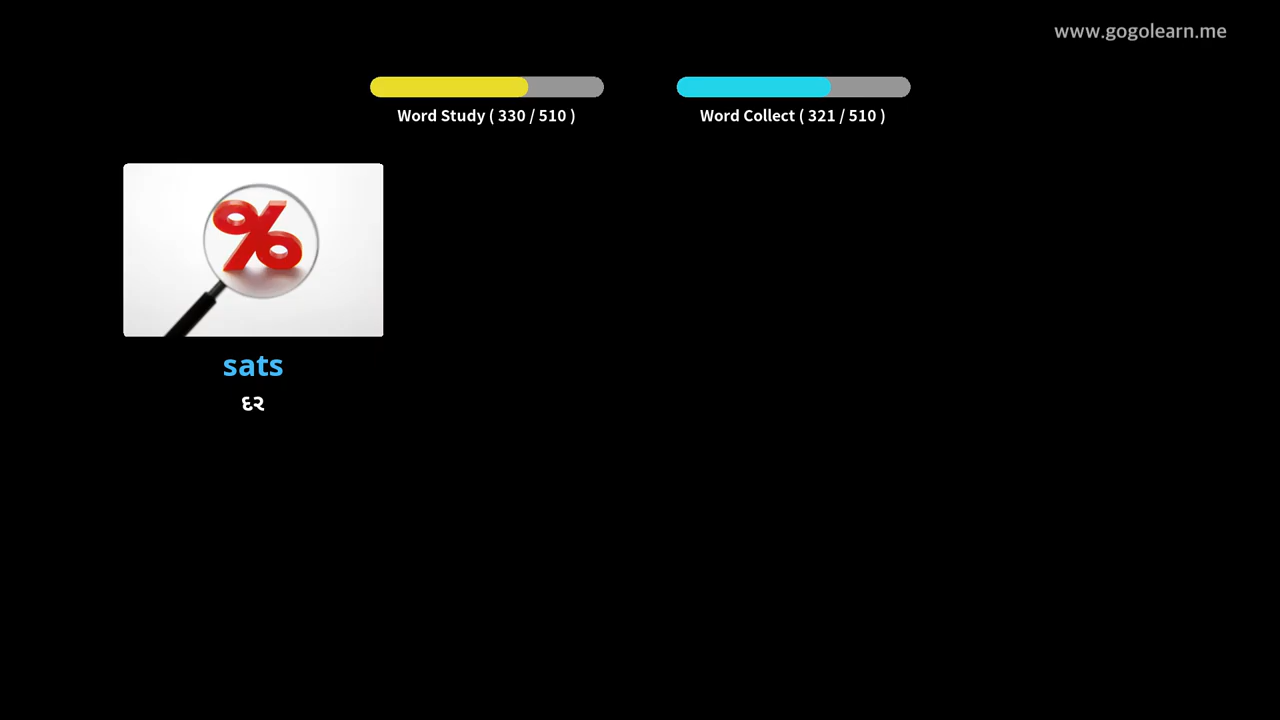 www.gogolearn.me
Word Study ( 330 / 510 )
Word Collect ( 321 / 510 )
%
sats
દર